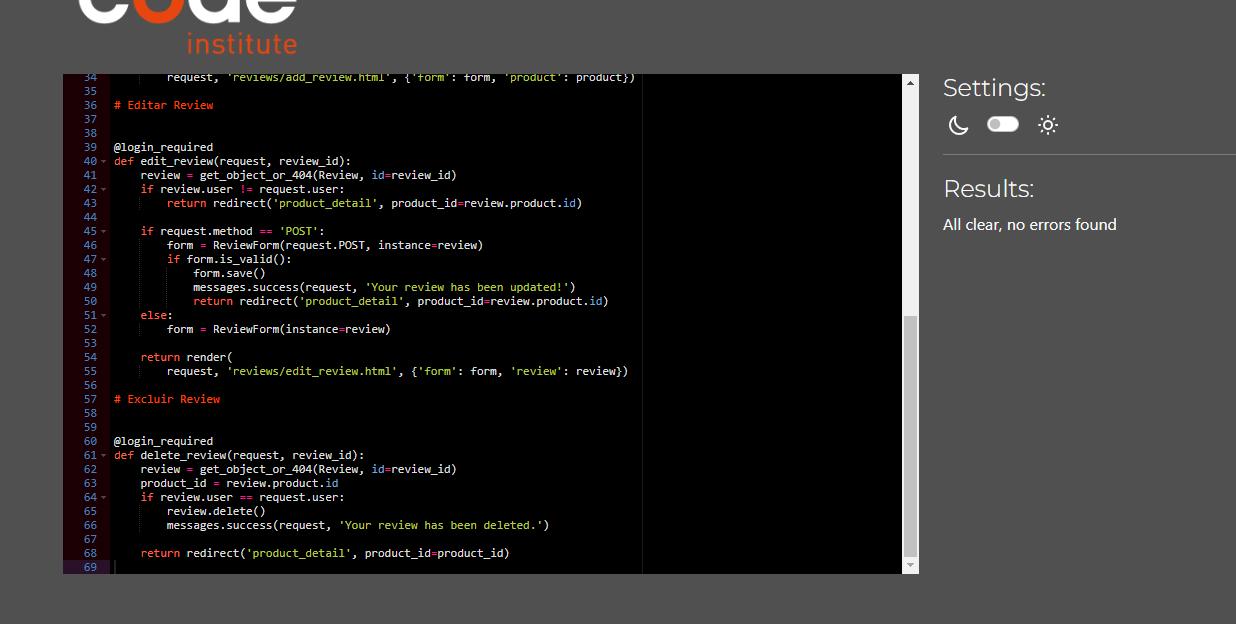 code
institute
34 request, 'reviews/add_review.html', {'form': form, 'product': product})
35
36 # Editar Review
37
38
39 @login_required
40 def edit_review(request, review_id):
41 review = get_object_or_404(Review, id=review_id)
42 if review.user != request.user:
43 return redirect('product_detail', product_id=review.product.id)
44
45 if request.method == 'POST':
46 form = ReviewForm(request.POST, instance=review)
47 if form.is_valid():
48 form.save()
49 messages.success(request, 'Your review has been updated!')
50 return redirect('product_detail', product_id=review.product.id)
51 else:
52 form = ReviewForm(instance=review)
53
54 return render(
55 request, 'reviews/edit_review.html', {'form': form, 'review': review})
56
57 # Excluir Review
58
59
60 @login_required
61 def delete_review(request, review_id):
62 review = get_object_or_404(Review, id=review_id)
63 product_id = review.product.id
64 if review.user == request.user:
65 review.delete()
66 messages.success(request, 'Your review has been deleted.')
67
68 return redirect('product_detail', product_id=product_id)
69
Settings:
Results:
All clear, no errors found